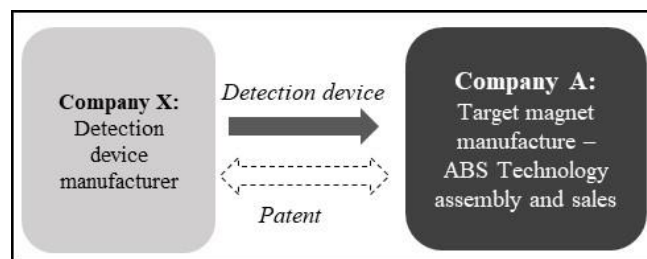 Company X:
Detection
device
manufacturer
Detection device
Patent
Company A:
Target magnet
manufacture –
ABS Technology
assembly and sales